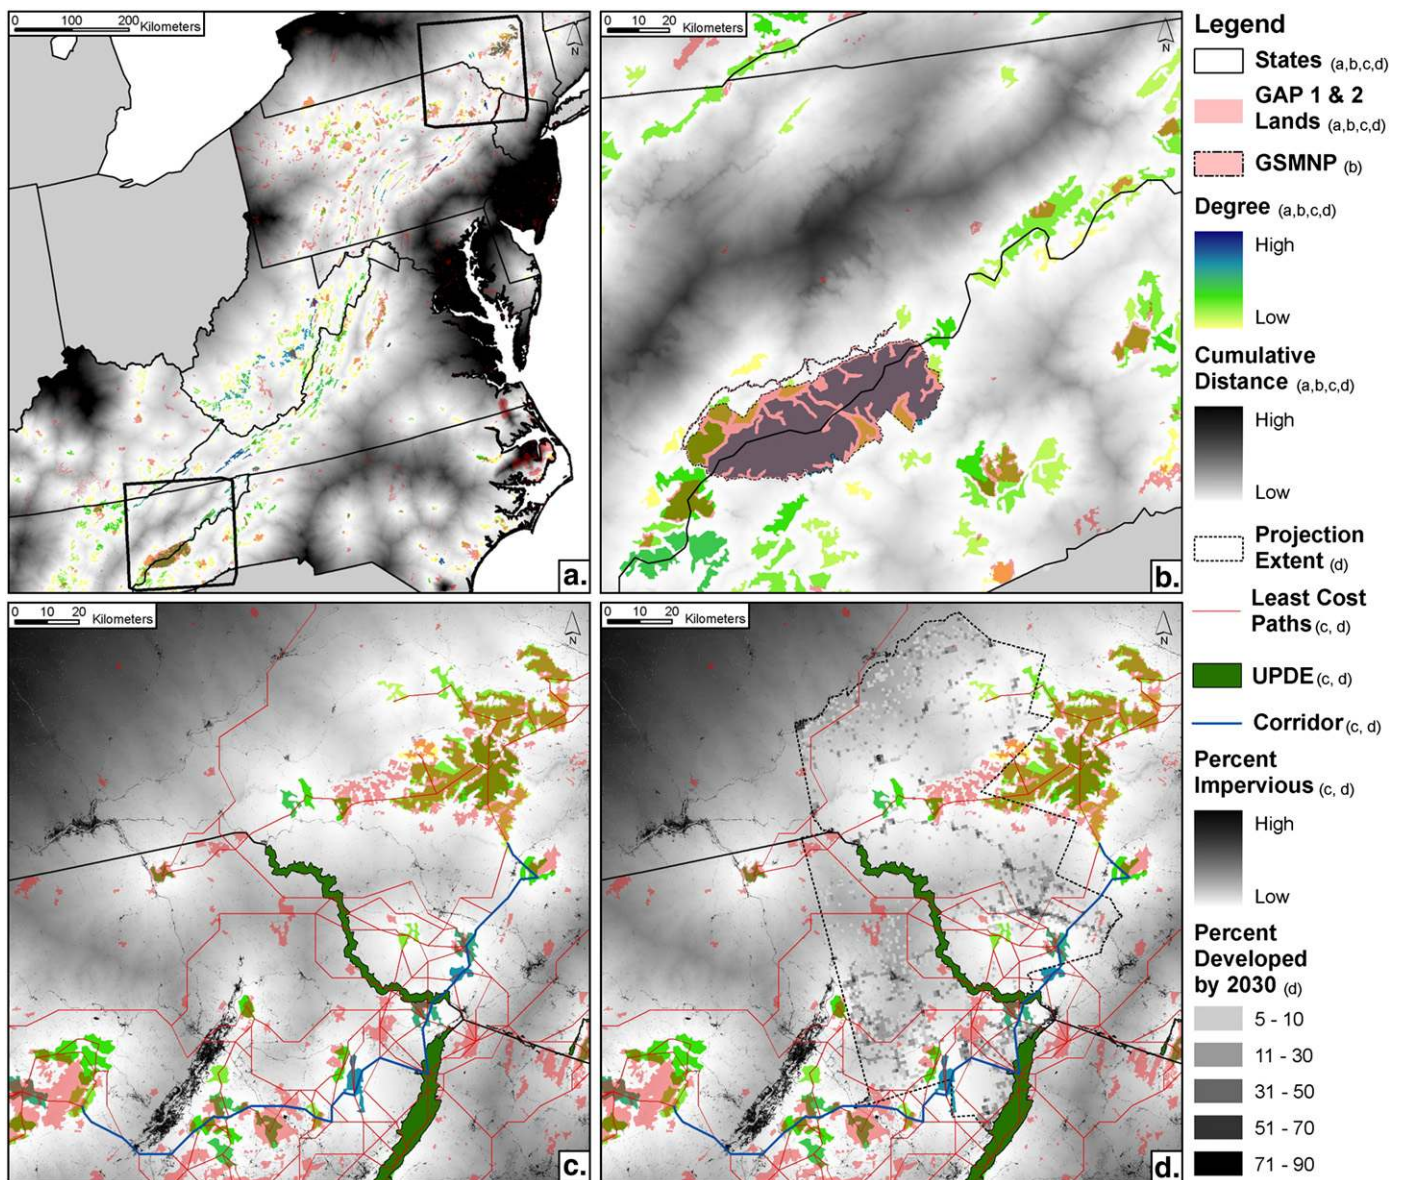 0 100 200
Kilometers
N
a.
0 10 20
Kilometers
N
b.
0 10 20
Kilometers
N
c.
0 10 20
Kilometers
N
d.
Legend
States (a,b,c,d)
GAP 1 & 2
Lands (a,b,c,d)
GSMNP (b)
Degree (a,b,c,d)
High
Low
Cumulative
Distance (a,b,c,d)
High
Low
Projection
Extent (d)
Least Cost
Paths (c, d)
UPDE (c, d)
Corridor (c, d)
Percent
Impervious (c, d)
High
Low
Percent
Developed
by 2030 (d)
5 - 10
11 - 30
31 - 50
51 - 70
71 - 90